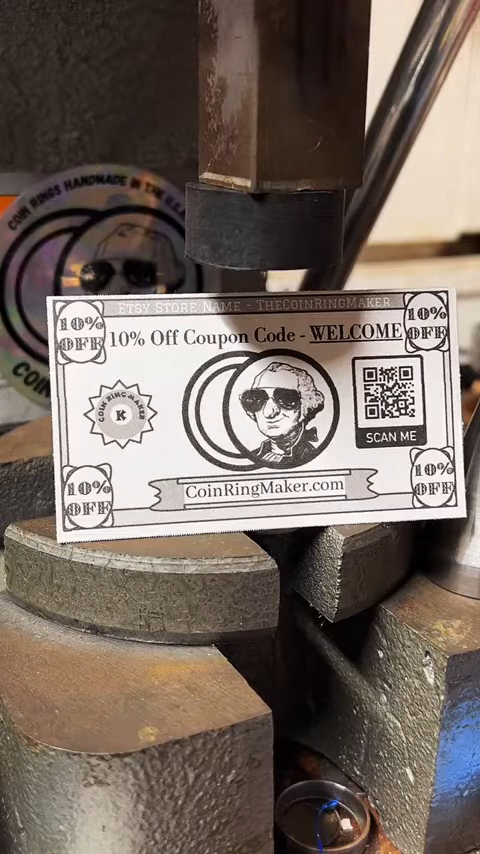 COIN RINGS HANDMADE IN THE U.S.A.
COIN
ETSY STORE NAME - THECOINRINGMAKER
10% OFF
10% Off Coupon Code - WELCOME
10% OFF
COIN RING MAKER
K
SCAN ME
10% OFF
CoinRingMaker.com
10% OFF